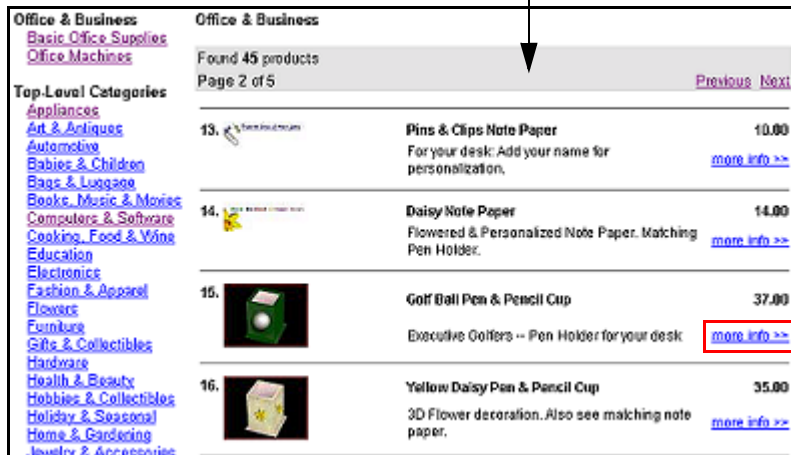 Office & Business
Basic Office Supplies
Office Machines
Top-Level Categories
Appliances
Art & Antiques
Automotive
Babies & Children
Bags & Luggage
Books, Music & Movies
Computers & Software
Cooking, Food & Wine
Education
Electronics
Fashion & Apparel
Flowers
Furniture
Gifts & Collectibles
Hardware
Health & Beauty
Hobbies & Collectibles
Holiday & Seasonal
Home & Gardening
Jewelry & Accessories
Office & Business
Found 45 products
Page 2 of 5
Previous Next
13.
Pins & Clips Note Paper
10.00
For your desk: Add your name for
personalization.
more info >>
14.
Daisy Note Paper
14.00
Flowered & Personalized Note Paper. Matching
Pen Holder.
more info >>
15.
Golf Ball Pen & Pencil Cup
37.00
Executive Golfers -- Pen Holder for your desk
more info >>
16.
Yellow Daisy Pen & Pencil Cup
35.00
3D Flower decoration. Also see matching note
paper.
more info >>